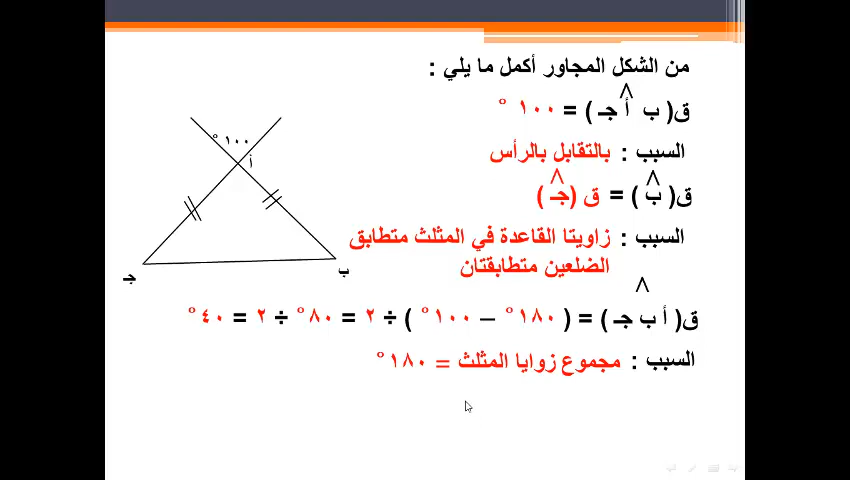 من الشكل المجاور أكمل ما يلي :
ق( ب أ جـ ) = ١٠٠ °
السبب : بالتقابل بالرأس
ق( ب ) = ق (جـ )
السبب : زاويتا القاعدة في المثلث متطابق
الضلعين متطابقتان
ق( أ ب جـ ) = ( ١٨٠ ° – ١٠٠ ° ) ÷ ٢ = ٨٠ ° ÷ ٢ = ٤٠ °
السبب : مجموع زوايا المثلث = ١٨٠ °
١٠٠ °
أ
ب
جـ